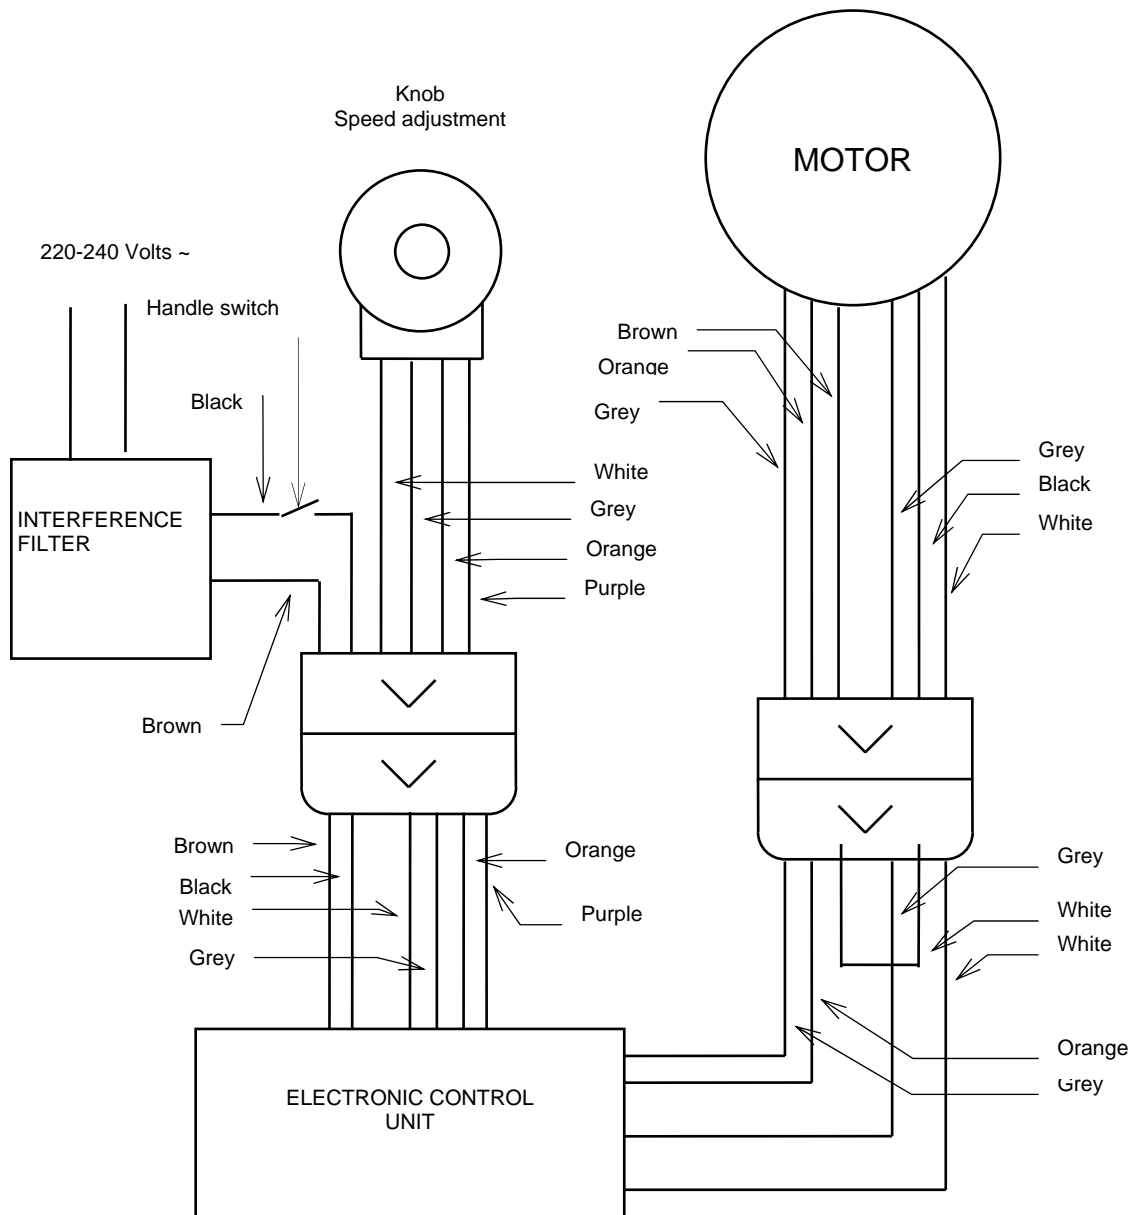 Knob
Speed adjustment
MOTOR
220-240 Volts ~
Handle switch
Black
Brown
Orange
Grey
White
Grey
Orange
Purple
Grey
Black
White
INTERFERENCE
FILTER
Brown
Brown
Black
White
Grey
Orange
Purple
Grey
White
White
Orange
Grey
ELECTRONIC CONTROL
UNIT